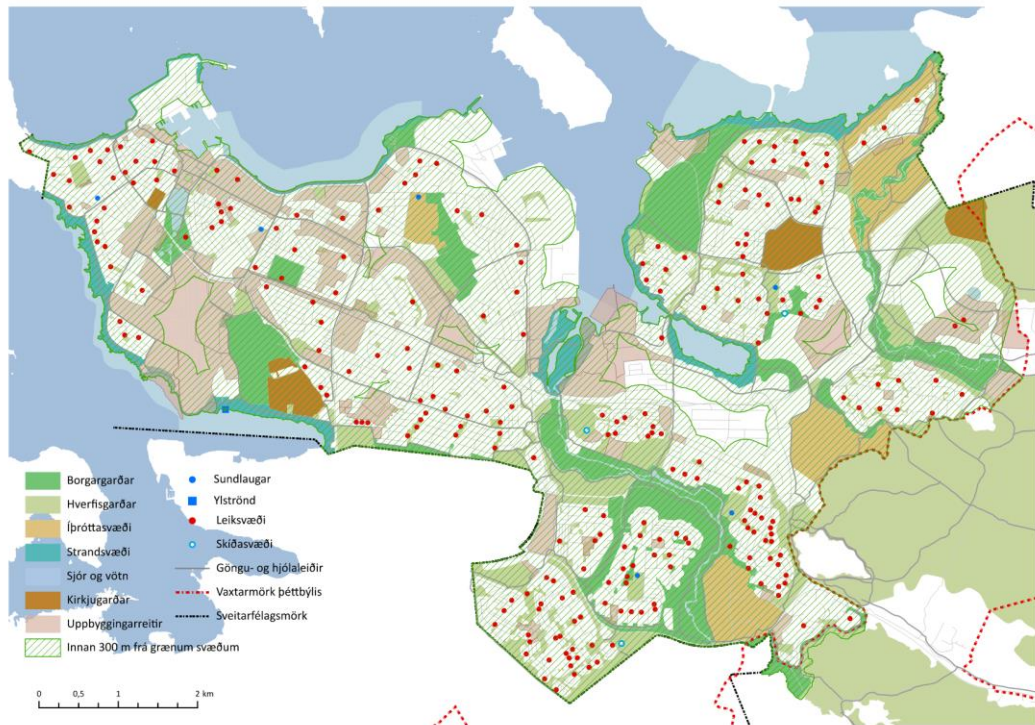 Borgargarðar
Hverfisgarðar
Íþróttasvæði
Strandsvæði
Sjór og vötn
Kirkjugarðar
Uppbyggingarreitir
Innan 300 m frá grænum svæðum
Sundlaugar
Ylströnd
Leiksvæði
Skíðasvæði
Göngu- og hjólaleiðir
Vaxtarmörk þéttbýlis
Sveitarfélagsmörk
0 0,5 1 2 km